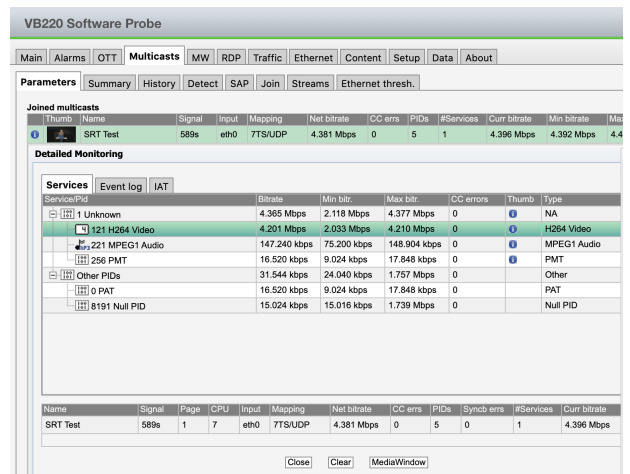 VB220 Software Probe
Main Alarms OTT Multicasts MW RDP Traffic Ethernet Content Setup Data About
Parameters Summary History Detect SAP Join Streams Ethernet thresh.
Joined multicasts
Thumb Name Signal Input Mapping Net bitrate CC errs PIDs #Services Curr bitrate Min bitrate Max
SRT Test 589s eth0 7TS/UDP 4.381 Mbps 0 5 1 4.396 Mbps 4.392 Mbps 4.4
Detailed Monitoring
Services Event log IAT
Service/Pid Bitrate Min bitr. Max bitr. CC errors Thumb Type
1 Unknown 4.365 Mbps 2.118 Mbps 4.377 Mbps 0 NA
121 H264 Video 4.201 Mbps 2.033 Mbps 4.210 Mbps 0 H264 Video
221 MPEG1 Audio 147.240 kbps 75.200 kbps 148.904 kbps 0 MPEG1 Audio
256 PMT 16.520 kbps 9.024 kbps 17.848 kbps 0 PMT
Other PIDs 31.544 kbps 24.040 kbps 1.757 Mbps 0 Other
0 PAT 16.520 kbps 9.024 kbps 17.848 kbps 0 PAT
8191 Null PID 15.024 kbps 15.016 kbps 1.739 Mbps 0 Null PID
Name Signal Page CPU Input Mapping Net bitrate CC errs PIDs Syncb errs #Services Curr bitrate
SRT Test 589s 1 7 eth0 7TS/UDP 4.381 Mbps 0 5 0 1 4.396 Mbps
Close Clear MediaWindow